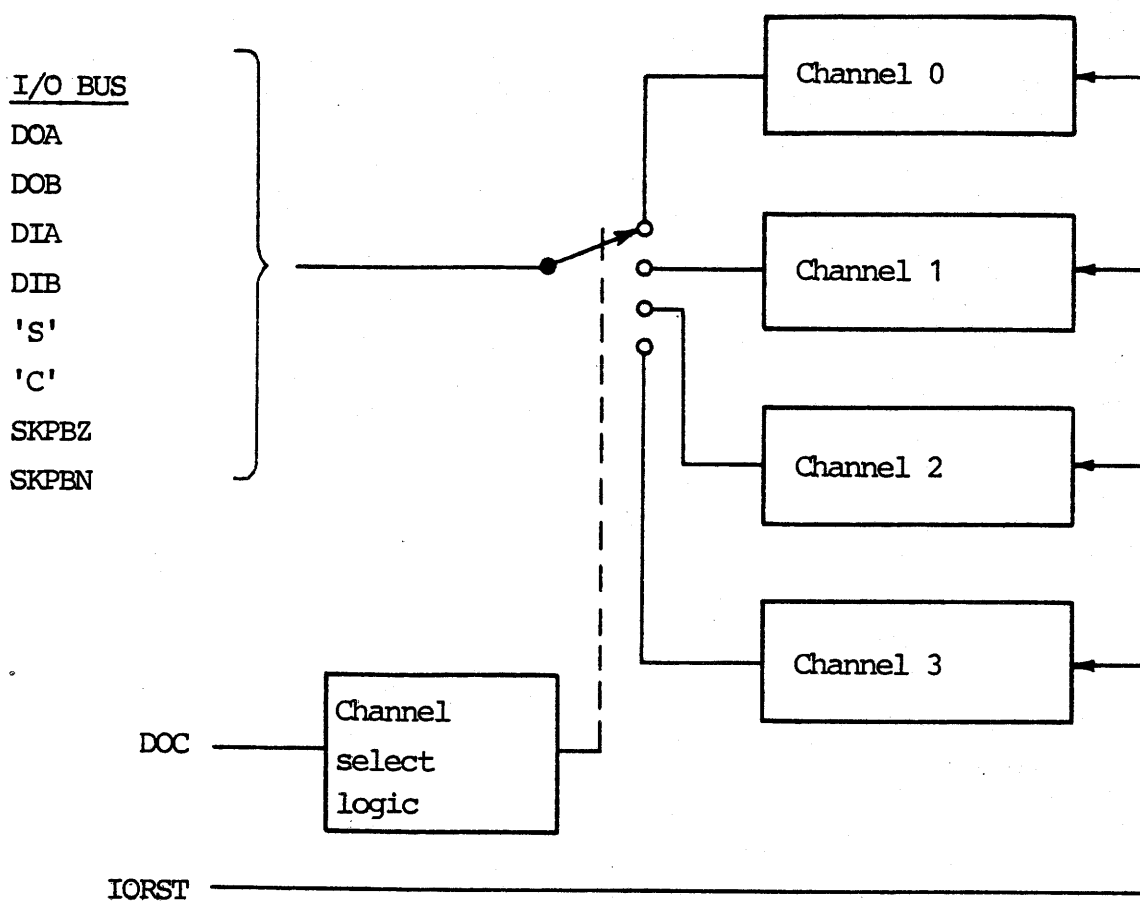 I/O BUS
DOA
DOB
DIA
DIB
'S'
'C'
SKPBZ
SKPBN
Channel 0
Channel 1
Channel 2
Channel 3
DOC
Channel
select
logic
IORST